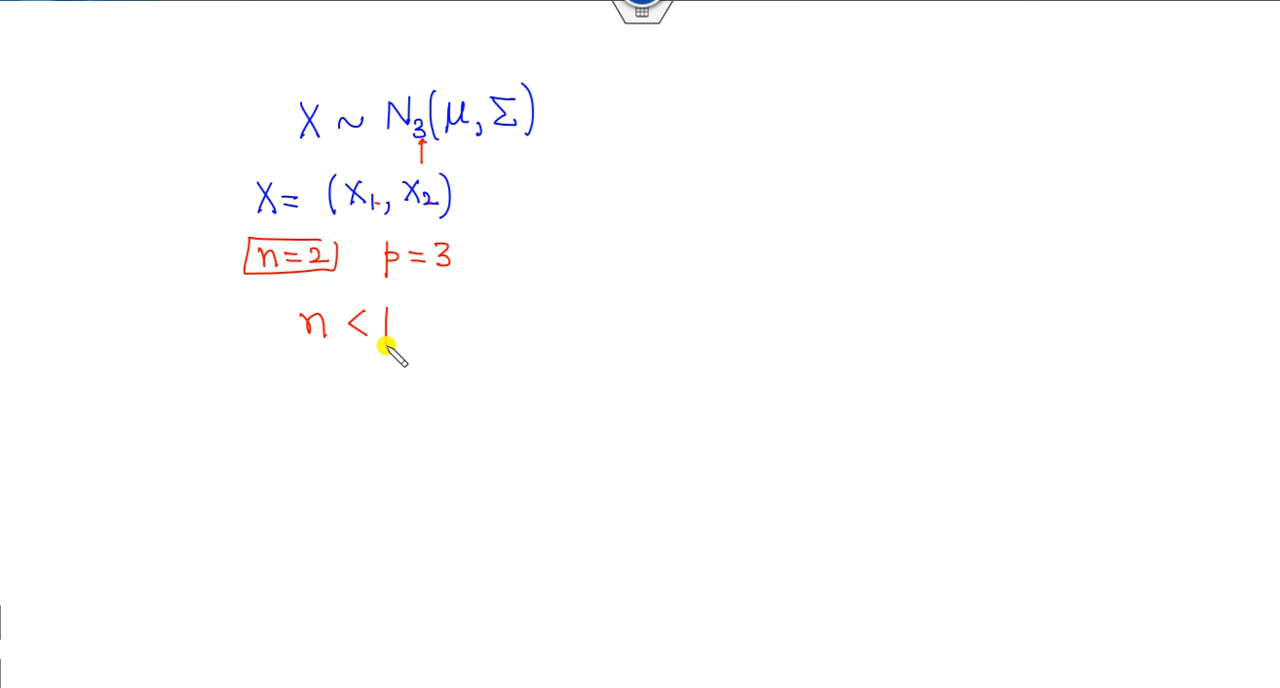 X ~ N₃(μ, Σ)
X = (X₁, X₂)
n = 2 p = 3
n <